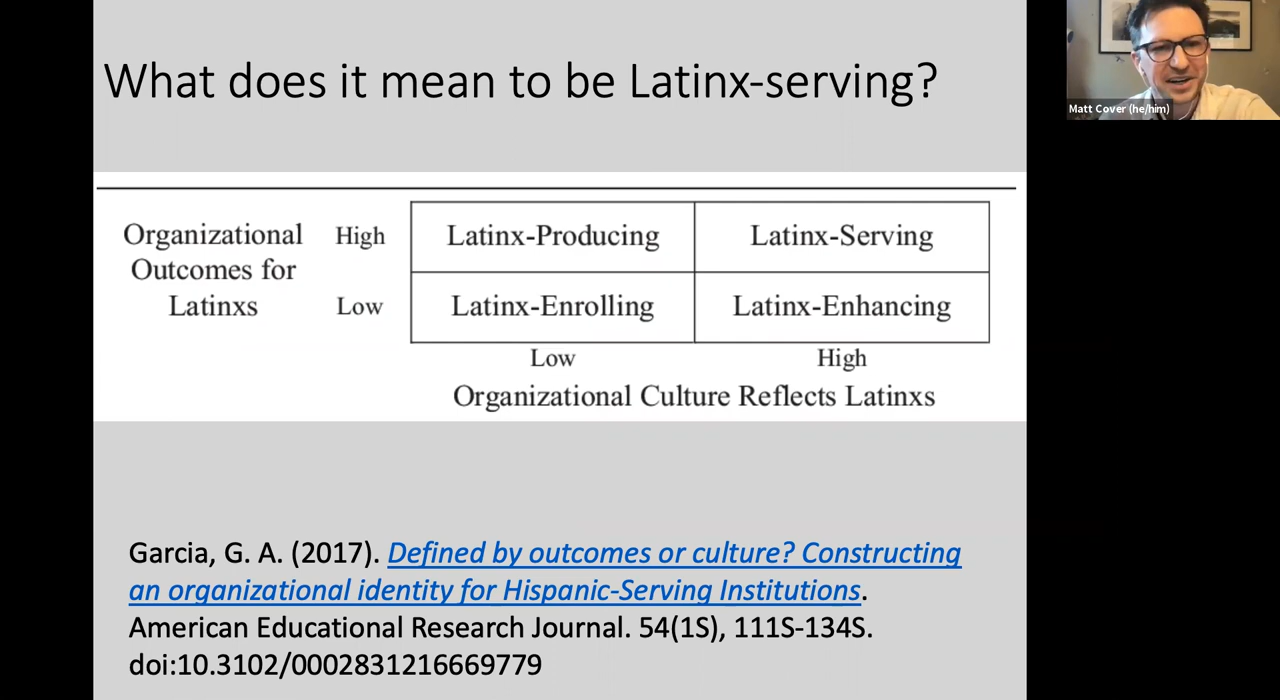 What does it mean to be Latinx-serving?
Matt Cover (he/him)
Organizational
Outcomes for
Latinxs
High
Low
Latinx-Producing
Latinx-Serving
Latinx-Enrolling
Latinx-Enhancing
Low
High
Organizational Culture Reflects Latinxs
Garcia, G. A. (2017). Defined by outcomes or culture? Constructing
an organizational identity for Hispanic-Serving Institutions.
American Educational Research Journal. 54(1S), 111S-134S.
doi:10.3102/0002831216669779